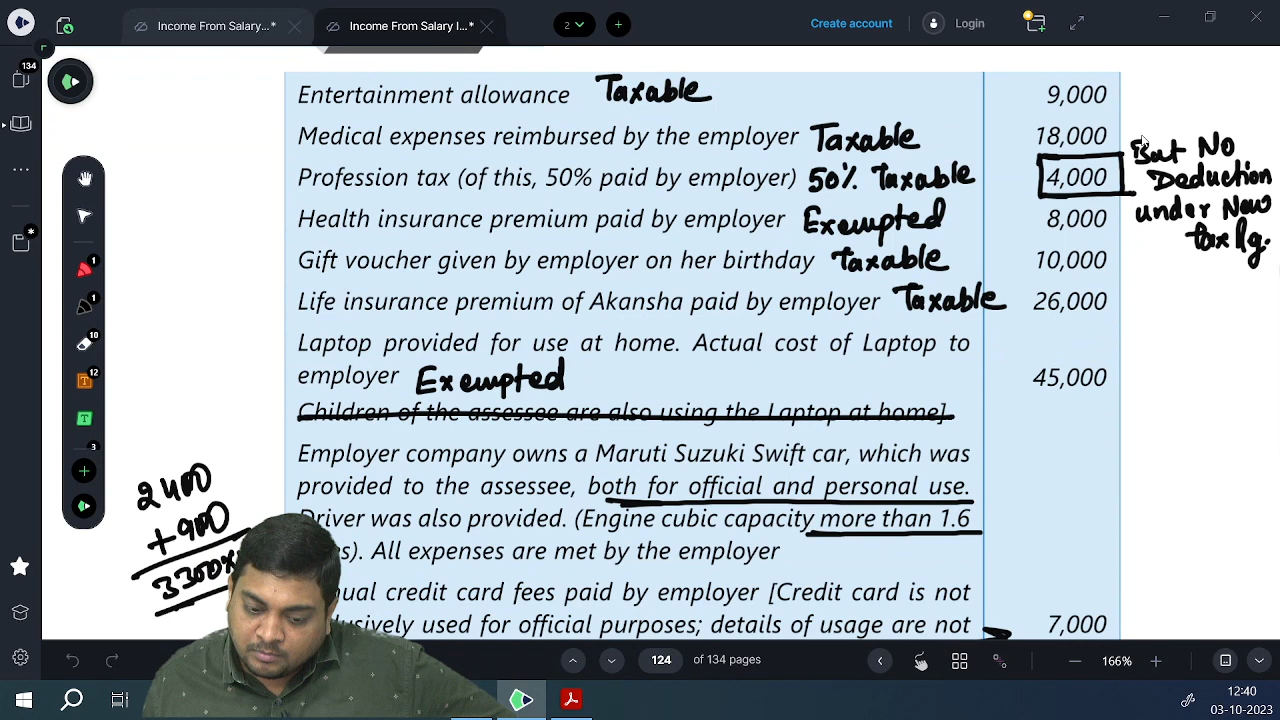 Income From Salary...*
Income From Salary I...*
2
Create account
Login
134
Entertainment allowance Taxable 9,000
Medical expenses reimbursed by the employer Taxable 18,000
Profession tax (of this, 50% paid by employer) 50% Taxable 4,000
But No
Deduction
under New
tax
Health insurance premium paid by employer Exempted 8,000
Gift voucher given by employer on her birthday Taxable 10,000
Life insurance premium of Akansha paid by employer Taxable 26,000
Laptop provided for use at home. Actual cost of Laptop to
employer Exempted 45,000
Children of the assessee are also using the Laptop at home]
Employer company owns a Maruti Suzuki Swift car, which was
provided to the assessee, both for official and personal use.
Driver was also provided. (Engine cubic capacity more than 1.6
All expenses are met by the employer
credit card fees paid by employer [Credit card is not
used for official purposes; details of usage are not 7,000
2400
+900
3300x
1
1
10
12
3
124 of 134 pages
166%
12:40
03-10-2023